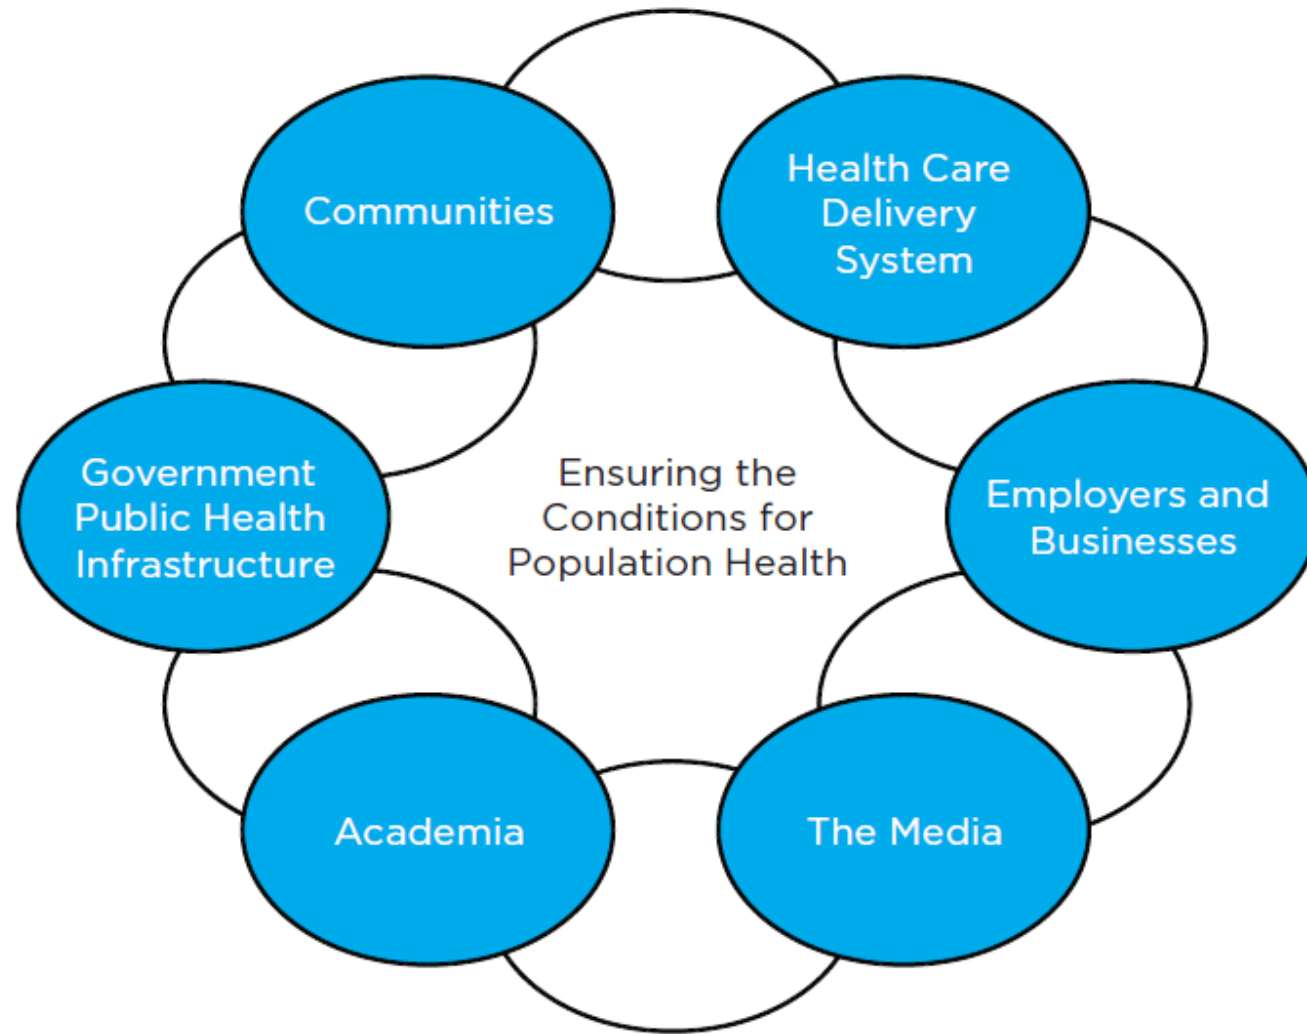 Communities
Health Care
Delivery
System
Government
Public Health
Infrastructure
Ensuring the
Conditions for
Population Health
Employers and
Businesses
Academia
The Media